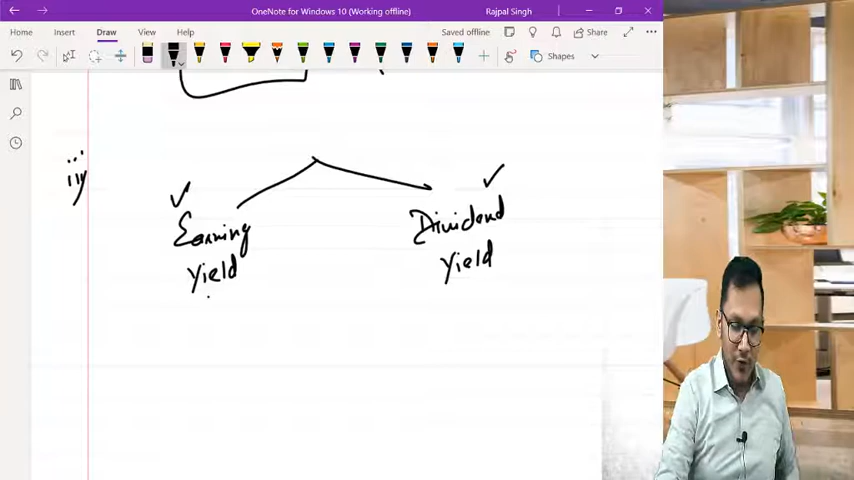 OneNote for Windows 10 (Working offline)
Rajpal Singh
Home Insert Draw View Help
Saved offline
Share
Shapes
iii)
Earning
yield
Dividend
yield